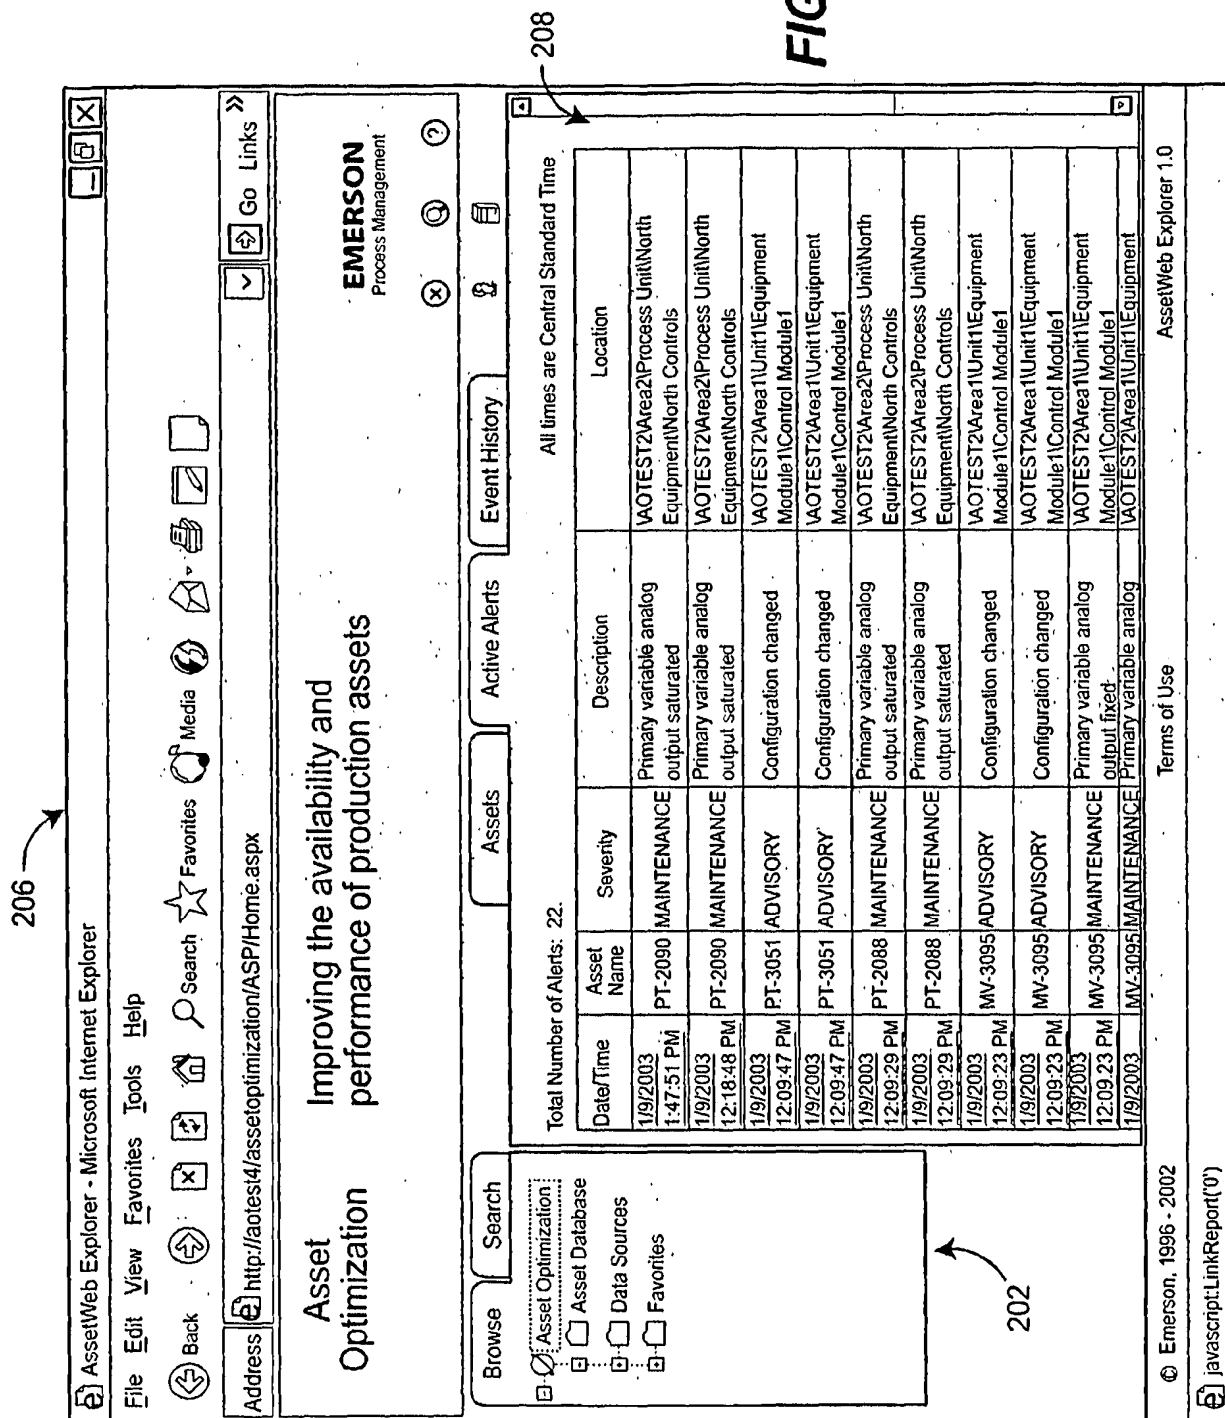 206
AssetWeb Explorer - Microsoft Internet Explorer
File Edit View Favorites Tools Help
Back Search Favorites Media
Address http://aotest4/assetoptimization/ASP/Home.aspx Go Links »
Asset Optimization
Improving the availability and
performance of production assets
EMERSON
Process Management
Browse Search
Assets Active Alerts Event History
Asset Optimization
Asset Database
Data Sources
Favorites
202
208
Total Number of Alerts: 22. All times are Central Standard Time
Date/Time Asset Name Severity Description Location
1/9/2003 1:47:51 PM PT-2090 MAINTENANCE Primary variable analog output saturated \AOTEST2\Area2\Process Unit\North Equipment\North Controls
1/9/2003 12:18:48 PM PT-2090 MAINTENANCE Primary variable analog output saturated \AOTEST2\Area2\Process Unit\North Equipment\North Controls
1/9/2003 12:09:47 PM PT-3051 ADVISORY Configuration changed \AOTEST2\Area1\Unit1\Equipment Module1\Control Module1
1/9/2003 12:09:47 PM PT-3051 ADVISORY Configuration changed \AOTEST2\Area1\Unit1\Equipment Module1\Control Module1
1/9/2003 12:09:29 PM PT-2088 MAINTENANCE Primary variable analog output saturated \AOTEST2\Area2\Process Unit\North Equipment\North Controls
1/9/2003 12:09:29 PM PT-2088 MAINTENANCE Primary variable analog output saturated \AOTEST2\Area2\Process Unit\North Equipment\North Controls
1/9/2003 12:09:23 PM MV-3095 ADVISORY Configuration changed \AOTEST2\Area1\Unit1\Equipment Module1\Control Module1
1/9/2003 12:09:23 PM MV-3095 ADVISORY Configuration changed \AOTEST2\Area1\Unit1\Equipment Module1\Control Module1
1/9/2003 12:09:23 PM MV-3095 MAINTENANCE Primary variable analog output fixed \AOTEST2\Area1\Unit1\Equipment Module1\Control Module1
1/9/2003 MV-3095 MAINTENANCE Primary variable analog \AOTEST2\Area1\Unit1\Equipment
© Emerson, 1996 - 2002 Terms of Use AssetWeb Explorer 1.0
javascript:LinkReport('0')
FIG